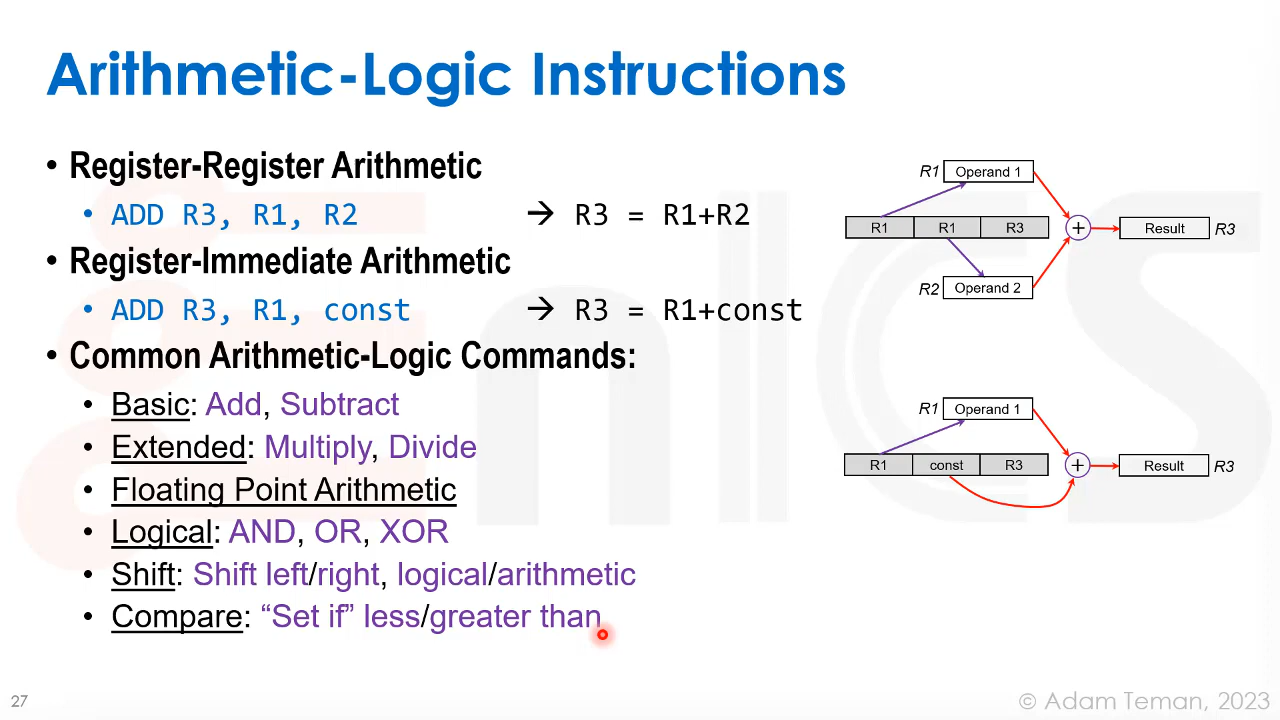 Arithmetic-Logic Instructions
• Register-Register Arithmetic
• ADD R3, R1, R2 → R3 = R1+R2
• Register-Immediate Arithmetic
• ADD R3, R1, const → R3 = R1+const
• Common Arithmetic-Logic Commands:
• Basic: Add, Subtract
• Extended: Multiply, Divide
• Floating Point Arithmetic
• Logical: AND, OR, XOR
• Shift: Shift left/right, logical/arithmetic
• Compare: “Set if” less/greater than
R1 Operand 1
R1 R1 R3 + Result R3
R2 Operand 2
R1 Operand 1
R1 const R3 + Result R3
EnICS
27
© Adam Teman, 2023